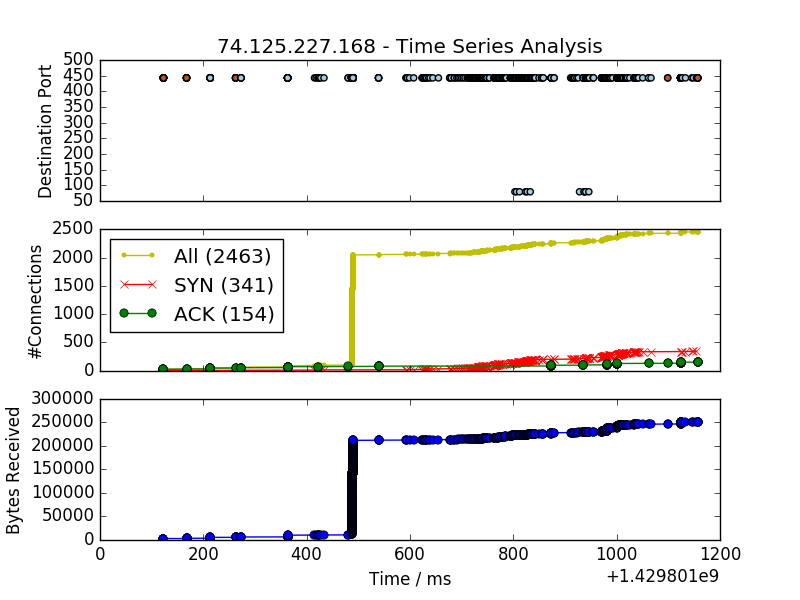 74.125.227.168 - Time Series Analysis
500
450
400
350
300
250
200
150
100
50
Destination Port
2500
2000
1500
1000
500
0
#Connections
All (2463)
SYN (341)
ACK (154)
300000
250000
200000
150000
100000
50000
0
Bytes Received
0 200 400 600 800 1000 1200
Time / ms
+1.429801e9